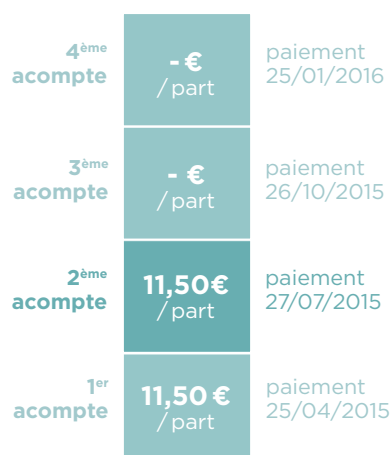 4ème
acompte
- €
/ part
paiement
25/01/2016
3ème
acompte
- €
/ part
paiement
26/10/2015
2ème
acompte
11,50€
/ part
paiement
27/07/2015
1er
acompte
11,50 €
/ part
paiement
25/04/2015